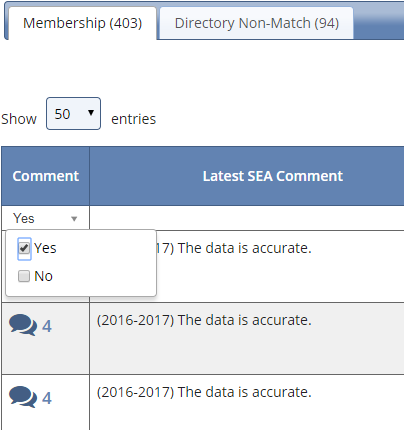 Membership (403) Directory Non-Match (94)
Show 50 entries
Comment Latest SEA Comment
Yes
Yes 17) The data is accurate.
No
4 (2016-2017) The data is accurate.
4 (2016-2017) The data is accurate.